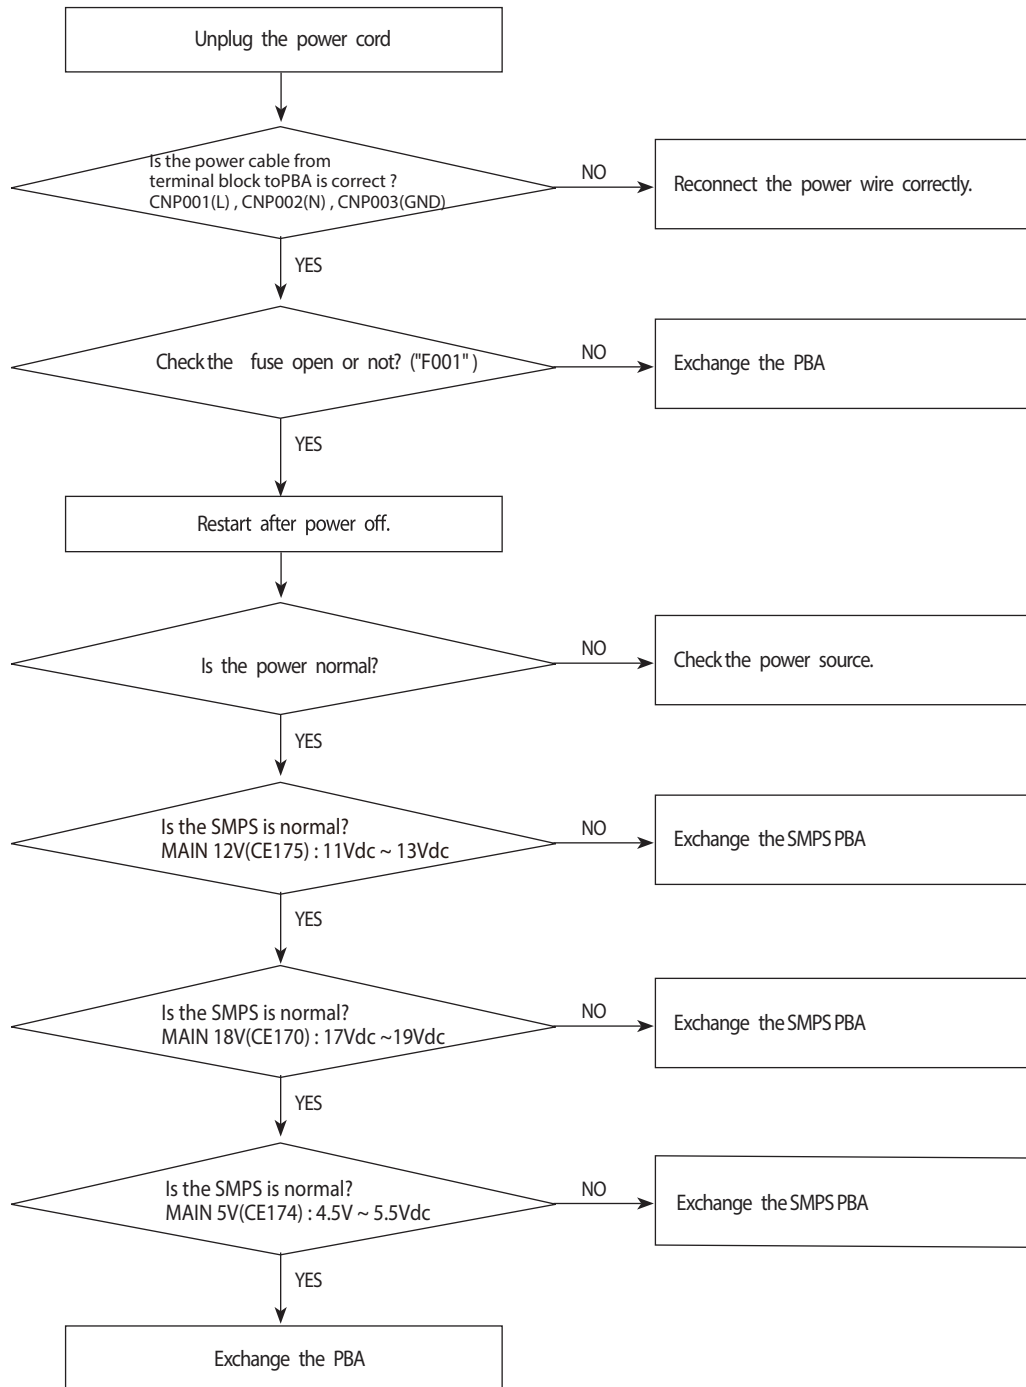 Unplug the power cord
Is the power cable from
terminal block toPBA is correct ?
CNP001(L) , CNP002(N) , CNP003(GND)
NO
Reconnect the power wire correctly.
YES
Check the fuse open or not? ("F001" )
NO
Exchange the PBA
YES
Restart after power off.
Is the power normal?
NO
Check the power source.
YES
Is the SMPS is normal?
MAIN 12V(CE175) : 11Vdc ~ 13Vdc
NO
Exchange the SMPS PBA
YES
Is the SMPS is normal?
MAIN 18V(CE170) : 17Vdc ~19Vdc
NO
Exchange the SMPS PBA
YES
Is the SMPS is normal?
MAIN 5V(CE174) : 4.5V ~ 5.5Vdc
NO
Exchange the SMPS PBA
YES
Exchange the PBA